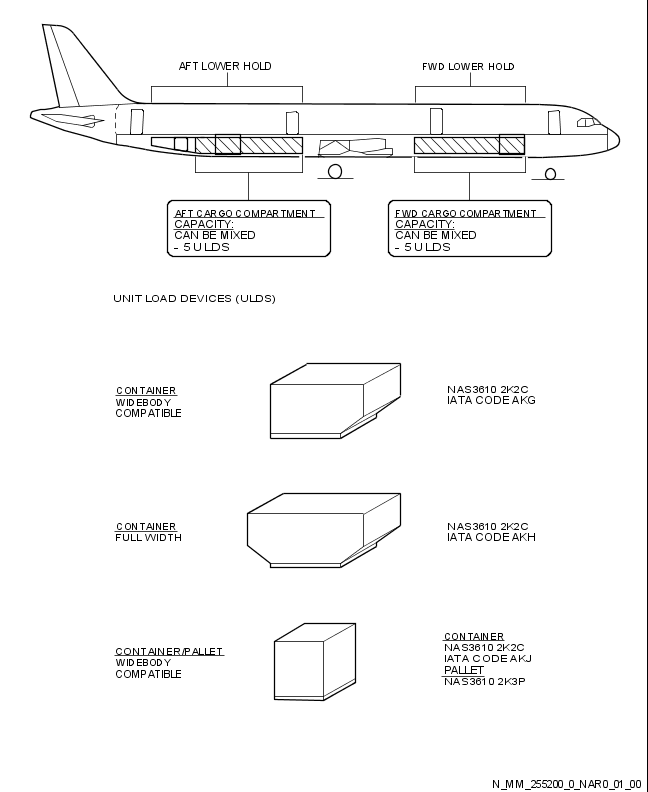 AFT LOWER HOLD
FWD LOWER HOLD
AFT CARGO COMPARTMENT
CAPACITY:
CAN BE MIXED
- 5 ULDS
FWD CARGO COMPARTMENT
CAPACITY:
CAN BE MIXED
- 5 ULDS
UNIT LOAD DEVICES (ULDS)
CONTAINER
WIDEBODY
COMPATIBLE
NAS3610 2K2C
IATA CODE AKG
CONTAINER
FULL WIDTH
NAS3610 2K2C
IATA CODE AKH
CONTAINER/PALLET
WIDEBODY
COMPATIBLE
CONTAINER
NAS3610 2K2C
IATA CODE AKJ
PALLET
NAS3610 2K3P
N_MM_255200_0_NAR0_01_00